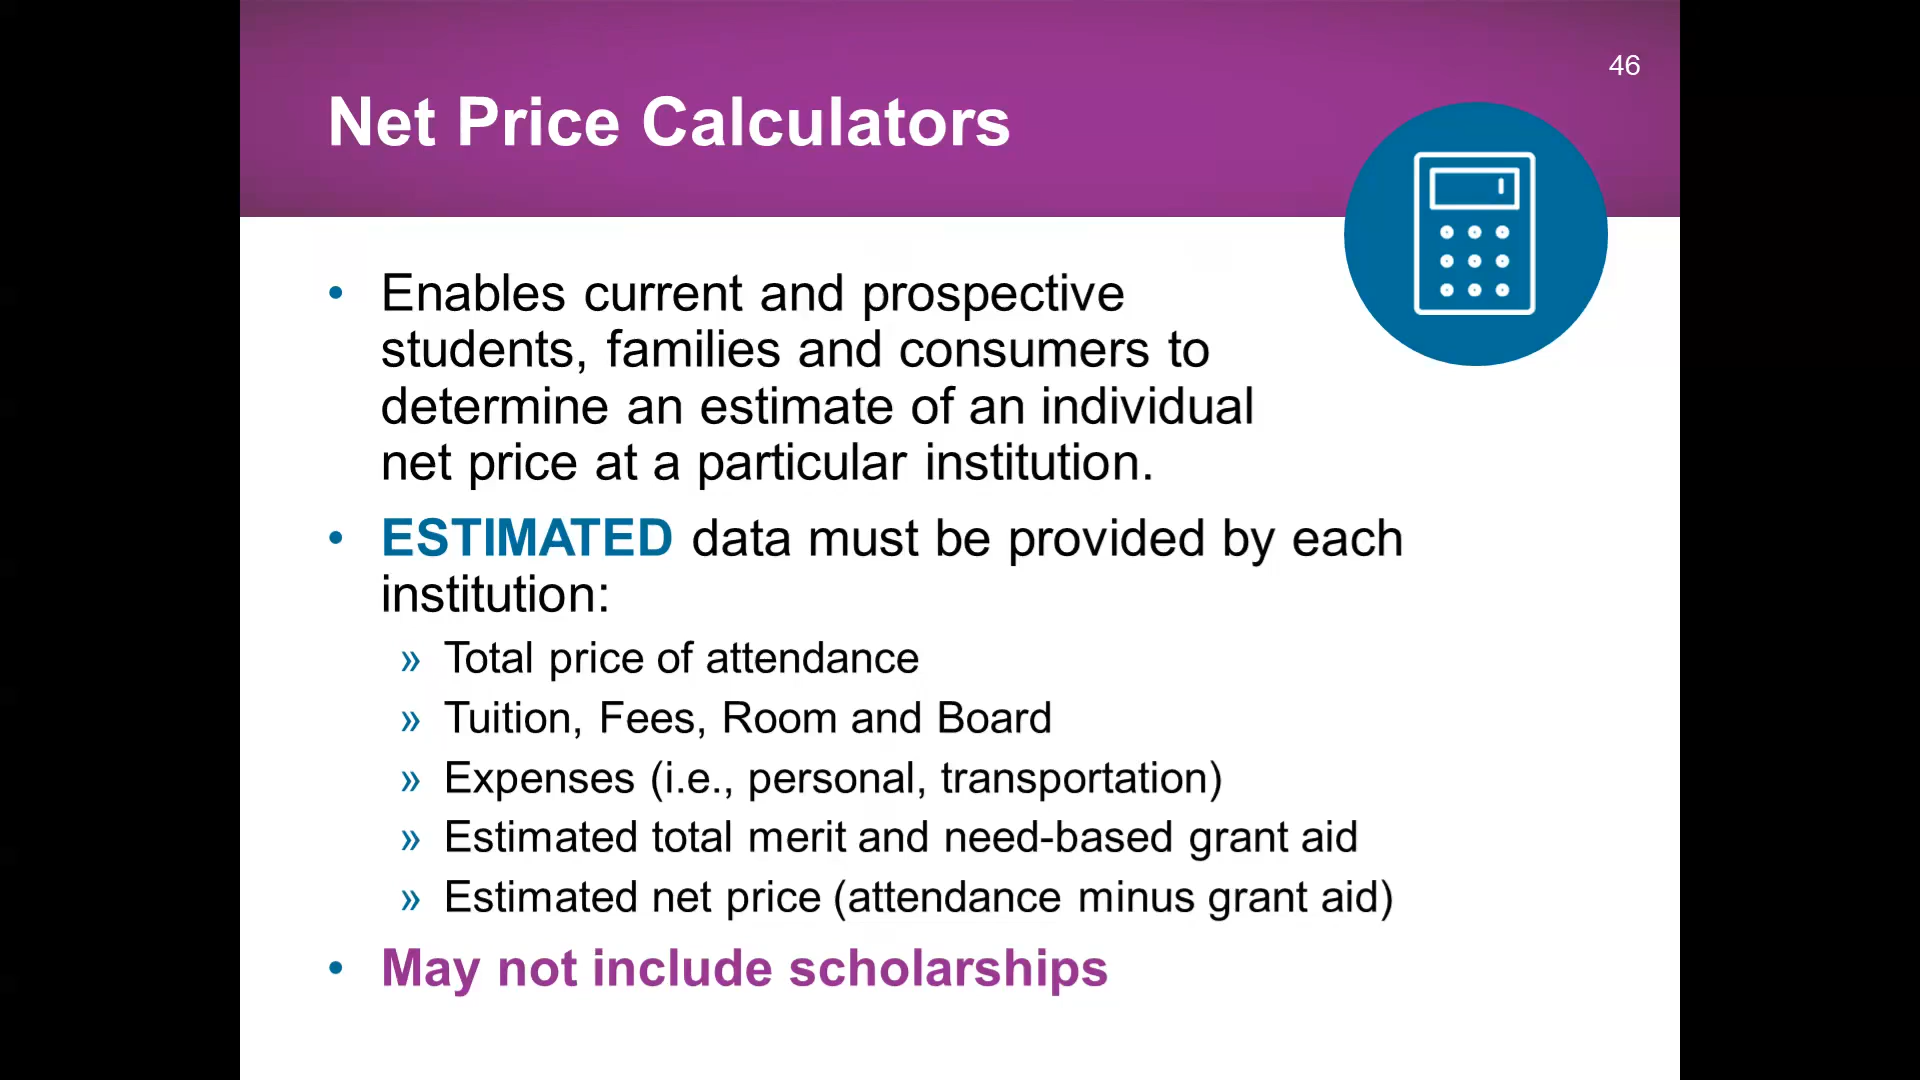 46
Net Price Calculators
• Enables current and prospective
students, families and consumers to
determine an estimate of an individual
net price at a particular institution.
• ESTIMATED data must be provided by each
institution:
» Total price of attendance
» Tuition, Fees, Room and Board
» Expenses (i.e., personal, transportation)
» Estimated total merit and need-based grant aid
» Estimated net price (attendance minus grant aid)
• May not include scholarships